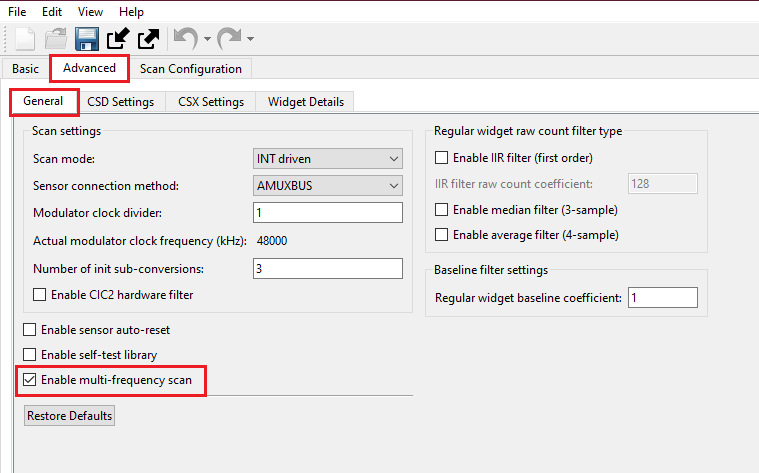 File Edit View Help
Basic Advanced Scan Configuration
General CSD Settings CSX Settings Widget Details
Scan settings
Scan mode: INT driven
Sensor connection method: AMUXBUS
Modulator clock divider: 1
Actual modulator clock frequency (kHz): 48000
Number of init sub-conversions: 3
Enable CIC2 hardware filter
Enable sensor auto-reset
Enable self-test library
Enable multi-frequency scan
Restore Defaults
Regular widget raw count filter type
Enable IIR filter (first order)
IIR filter raw count coefficient: 128
Enable median filter (3-sample)
Enable average filter (4-sample)
Baseline filter settings
Regular widget baseline coefficient: 1